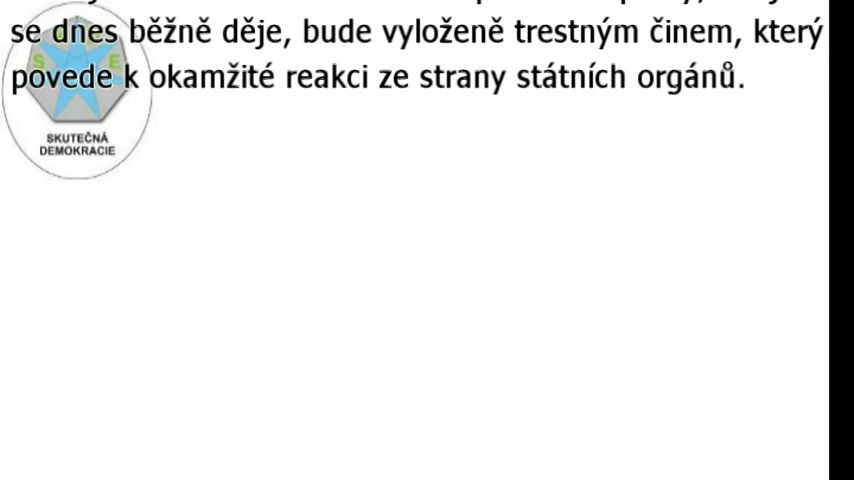 se dnes běžně děje, bude vyloženě trestným činem, který
povede k okamžité reakci ze strany státních orgánů.
S E
SKUTEČNÁ
DEMOKRACIE